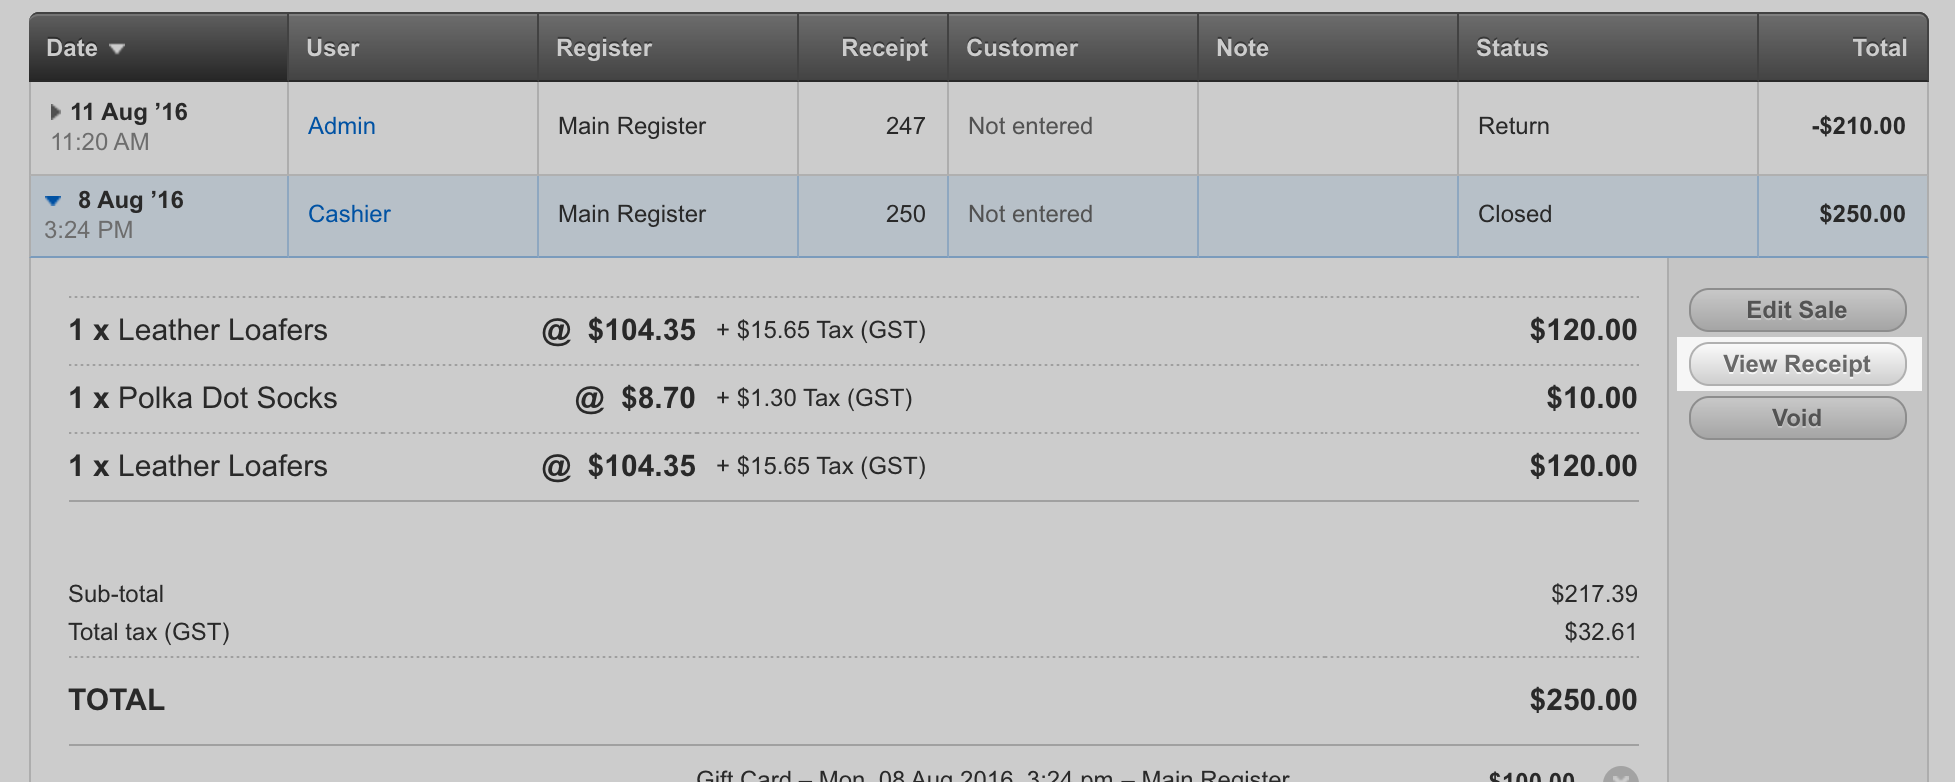 Date User Register Receipt Customer Note Status Total
11 Aug ’16
11:20 AM
Admin Main Register 247 Not entered Return -$210.00
8 Aug ’16
3:24 PM
Cashier Main Register 250 Not entered Closed $250.00
1 x Leather Loafers @ $104.35 + $15.65 Tax (GST) $120.00
1 x Polka Dot Socks @ $8.70 + $1.30 Tax (GST) $10.00
1 x Leather Loafers @ $104.35 + $15.65 Tax (GST) $120.00
Edit Sale
View Receipt
Void
Sub-total $217.39
Total tax (GST) $32.61
TOTAL $250.00
Gift Card – Mon, 08 Aug 2016, 3:24 pm – Main Register $100.00